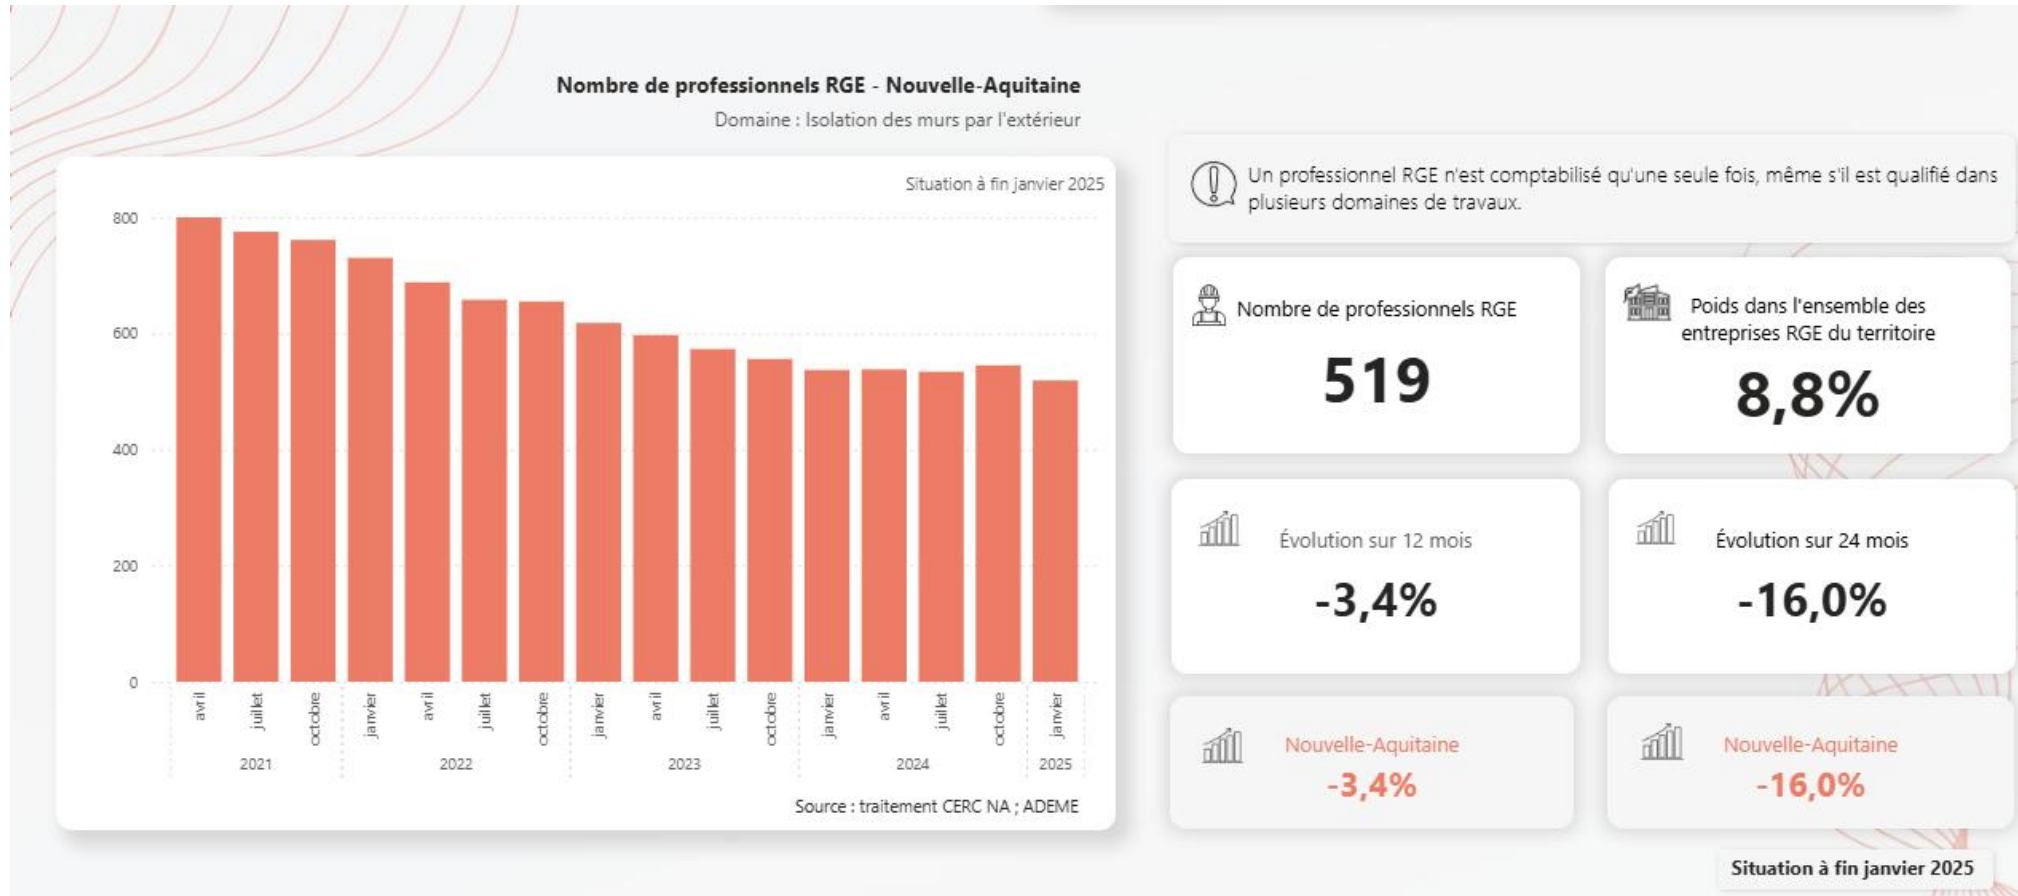 Nombre de professionnels RGE - Nouvelle-Aquitaine
Domaine : Isolation des murs par l'extérieur
Situation à fin janvier 2025
800
600
400
200
0
avril
juillet
octobre
janvier
avril
juillet
octobre
janvier
avril
juillet
octobre
janvier
avril
juillet
octobre
janvier
2021
2022
2023
2024
2025
Source : traitement CERC NA ; ADEME
Un professionnel RGE n'est comptabilisé qu'une seule fois, même s'il est qualifié dans
plusieurs domaines de travaux.
Nombre de professionnels RGE
519
Poids dans l'ensemble des
entreprises RGE du territoire
8,8%
Évolution sur 12 mois
-3,4%
Évolution sur 24 mois
-16,0%
Nouvelle-Aquitaine
-3,4%
Nouvelle-Aquitaine
-16,0%
Situation à fin janvier 2025